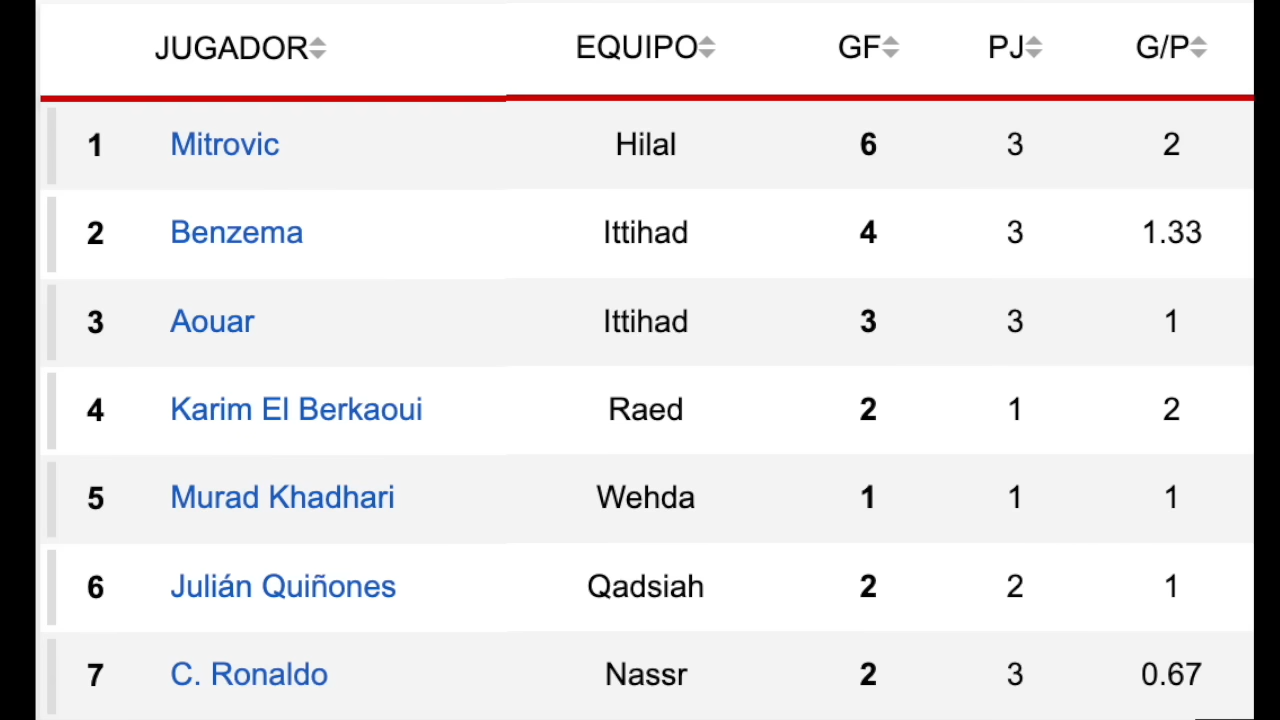 JUGADOR EQUIPO GF PJ G/P
1 Mitrovic Hilal 6 3 2
2 Benzema Ittihad 4 3 1.33
3 Aouar Ittihad 3 3 1
4 Karim El Berkaoui Raed 2 1 2
5 Murad Khadhari Wehda 1 1 1
6 Julián Quiñones Qadsiah 2 2 1
7 C. Ronaldo Nassr 2 3 0.67